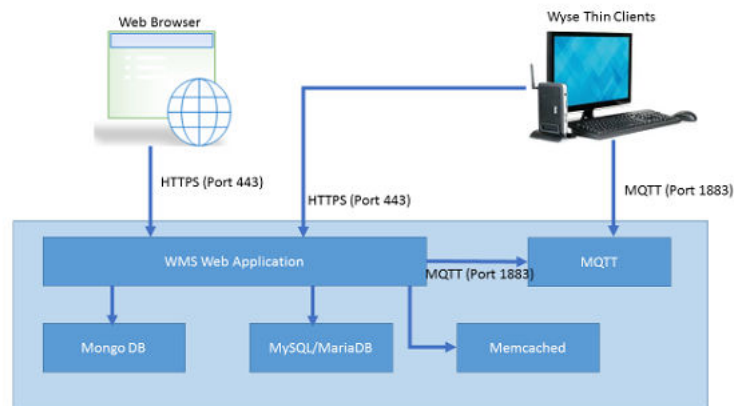 Web Browser
Wyse Thin Clients
HTTPS (Port 443)
HTTPS (Port 443)
MQTT (Port 1883)
WMS Web Application
MQTT (Port 1883)
MQTT
Mongo DB
MySQL/MariaDB
Memcached